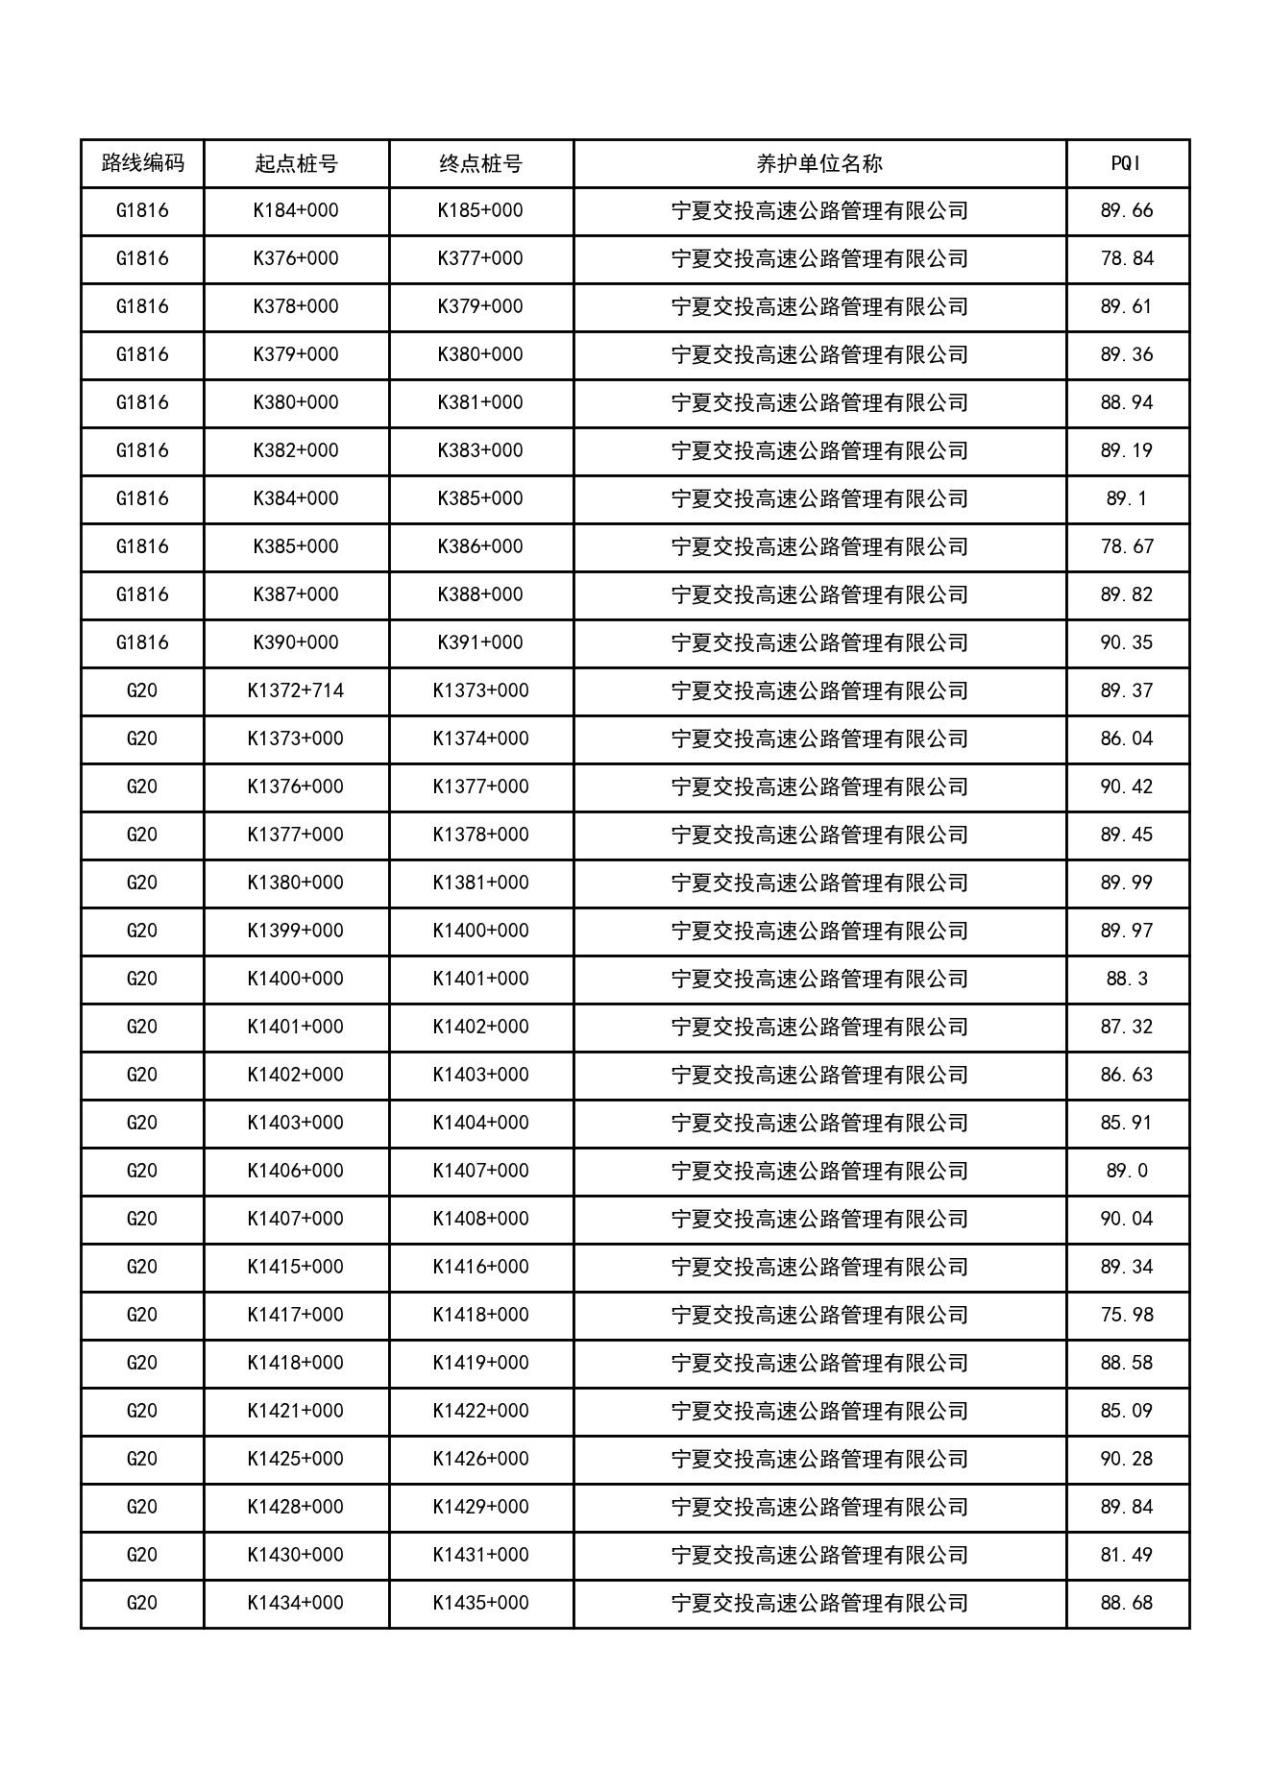 路线编码 起点桩号 终点桩号 养护单位名称 PQI
G1816 K184+000 K185+000 宁夏交投高速公路管理有限公司 89.66
G1816 K376+000 K377+000 宁夏交投高速公路管理有限公司 78.84
G1816 K378+000 K379+000 宁夏交投高速公路管理有限公司 89.61
G1816 K379+000 K380+000 宁夏交投高速公路管理有限公司 89.36
G1816 K380+000 K381+000 宁夏交投高速公路管理有限公司 88.94
G1816 K382+000 K383+000 宁夏交投高速公路管理有限公司 89.19
G1816 K384+000 K385+000 宁夏交投高速公路管理有限公司 89.1
G1816 K385+000 K386+000 宁夏交投高速公路管理有限公司 78.67
G1816 K387+000 K388+000 宁夏交投高速公路管理有限公司 89.82
G1816 K390+000 K391+000 宁夏交投高速公路管理有限公司 90.35
G20 K1372+714 K1373+000 宁夏交投高速公路管理有限公司 89.37
G20 K1373+000 K1374+000 宁夏交投高速公路管理有限公司 86.04
G20 K1376+000 K1377+000 宁夏交投高速公路管理有限公司 90.42
G20 K1377+000 K1378+000 宁夏交投高速公路管理有限公司 89.45
G20 K1380+000 K1381+000 宁夏交投高速公路管理有限公司 89.99
G20 K1399+000 K1400+000 宁夏交投高速公路管理有限公司 89.97
G20 K1400+000 K1401+000 宁夏交投高速公路管理有限公司 88.3
G20 K1401+000 K1402+000 宁夏交投高速公路管理有限公司 87.32
G20 K1402+000 K1403+000 宁夏交投高速公路管理有限公司 86.63
G20 K1403+000 K1404+000 宁夏交投高速公路管理有限公司 85.91
G20 K1406+000 K1407+000 宁夏交投高速公路管理有限公司 89.0
G20 K1407+000 K1408+000 宁夏交投高速公路管理有限公司 90.04
G20 K1415+000 K1416+000 宁夏交投高速公路管理有限公司 89.34
G20 K1417+000 K1418+000 宁夏交投高速公路管理有限公司 75.98
G20 K1418+000 K1419+000 宁夏交投高速公路管理有限公司 88.58
G20 K1421+000 K1422+000 宁夏交投高速公路管理有限公司 85.09
G20 K1425+000 K1426+000 宁夏交投高速公路管理有限公司 90.28
G20 K1428+000 K1429+000 宁夏交投高速公路管理有限公司 89.84
G20 K1430+000 K1431+000 宁夏交投高速公路管理有限公司 81.49
G20 K1434+000 K1435+000 宁夏交投高速公路管理有限公司 88.68